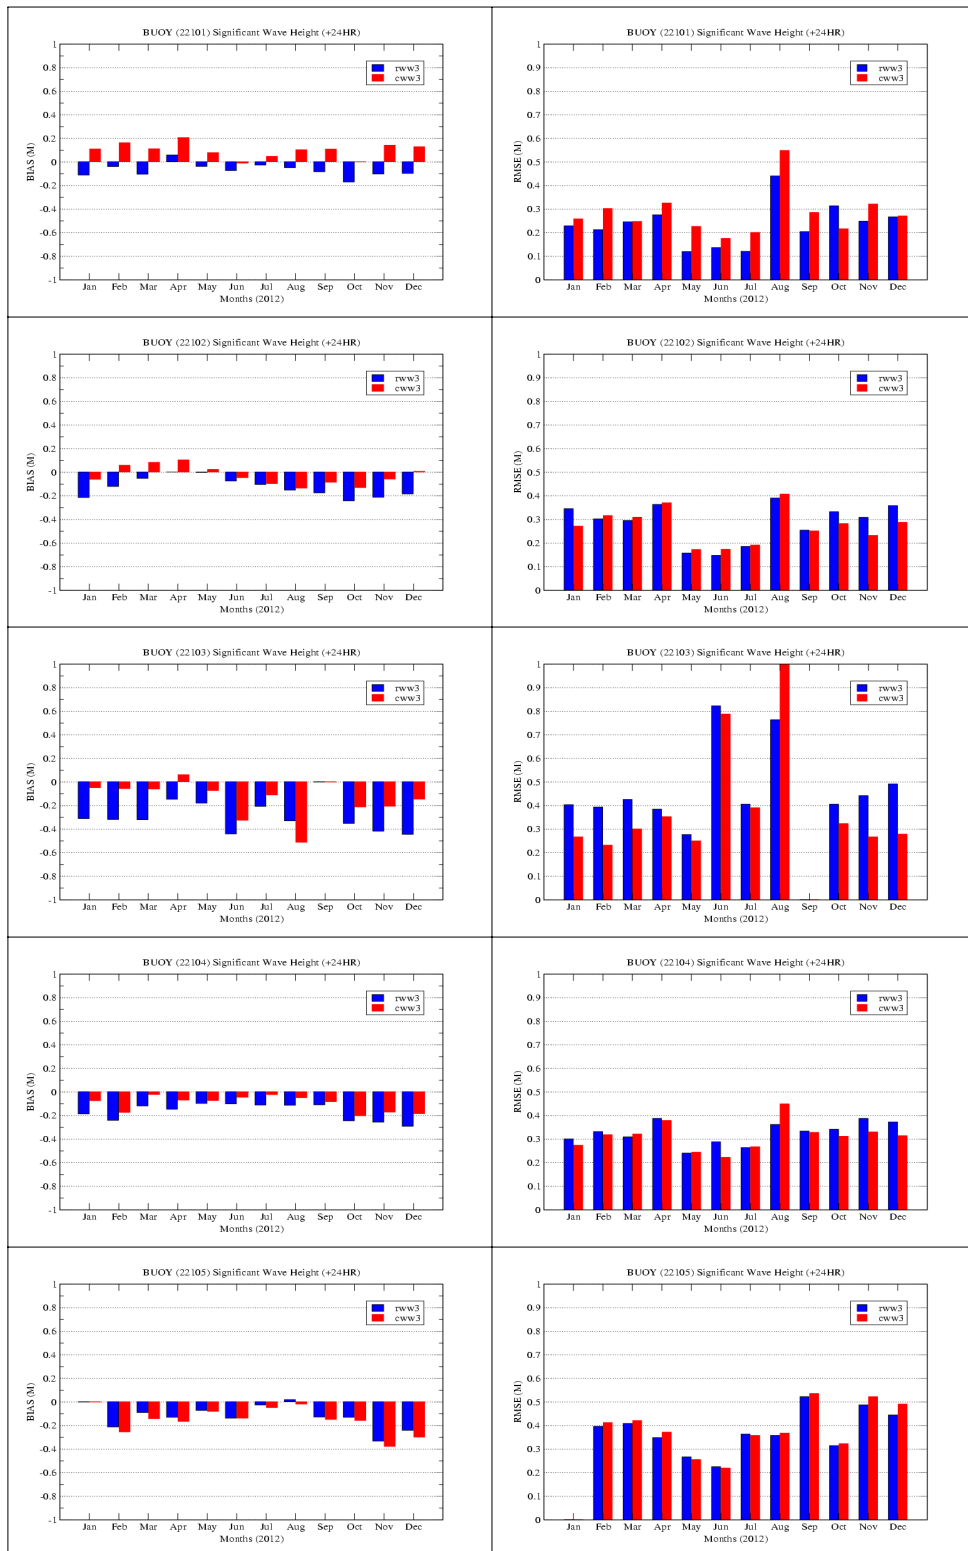 BUOY (22101) Significant Wave Height (+24HR)
1
0.8
0.6
0.4
0.2
0
-0.2
-0.4
-0.6
-0.8
-1
BIAS (M)
rww3
cww3
Jan Feb Mar Apr May Jun Jul Aug Sep Oct Nov Dec
Months (2012)
BUOY (22101) Significant Wave Height (+24HR)
1
0.9
0.8
0.7
0.6
0.5
0.4
0.3
0.2
0.1
0
RMSE (M)
rww3
cww3
Jan Feb Mar Apr May Jun Jul Aug Sep Oct Nov Dec
Months (2012)
BUOY (22102) Significant Wave Height (+24HR)
1
0.8
0.6
0.4
0.2
0
-0.2
-0.4
-0.6
-0.8
-1
BIAS (M)
rww3
cww3
Jan Feb Mar Apr May Jun Jul Aug Sep Oct Nov Dec
Months (2012)
BUOY (22102) Significant Wave Height (+24HR)
1
0.9
0.8
0.7
0.6
0.5
0.4
0.3
0.2
0.1
0
RMSE (M)
rww3
cww3
Jan Feb Mar Apr May Jun Jul Aug Sep Oct Nov Dec
Months (2012)
BUOY (22103) Significant Wave Height (+24HR)
1
0.8
0.6
0.4
0.2
0
-0.2
-0.4
-0.6
-0.8
-1
BIAS (M)
rww3
cww3
Jan Feb Mar Apr May Jun Jul Aug Sep Oct Nov Dec
Months (2012)
BUOY (22103) Significant Wave Height (+24HR)
1
0.9
0.8
0.7
0.6
0.5
0.4
0.3
0.2
0.1
0
RMSE (M)
rww3
cww3
Jan Feb Mar Apr May Jun Jul Aug Sep Oct Nov Dec
Months (2012)
BUOY (22104) Significant Wave Height (+24HR)
1
0.8
0.6
0.4
0.2
0
-0.2
-0.4
-0.6
-0.8
-1
BIAS (M)
rww3
cww3
Jan Feb Mar Apr May Jun Jul Aug Sep Oct Nov Dec
Months (2012)
BUOY (22104) Significant Wave Height (+24HR)
1
0.9
0.8
0.7
0.6
0.5
0.4
0.3
0.2
0.1
0
RMSE (M)
rww3
cww3
Jan Feb Mar Apr May Jun Jul Aug Sep Oct Nov Dec
Months (2012)
BUOY (22105) Significant Wave Height (+24HR)
1
0.8
0.6
0.4
0.2
0
-0.2
-0.4
-0.6
-0.8
-1
BIAS (M)
rww3
cww3
Jan Feb Mar Apr May Jun Jul Aug Sep Oct Nov Dec
Months (2012)
BUOY (22105) Significant Wave Height (+24HR)
1
0.9
0.8
0.7
0.6
0.5
0.4
0.3
0.2
0.1
0
RMSE (M)
rww3
cww3
Jan Feb Mar Apr May Jun Jul Aug Sep Oct Nov Dec
Months (2012)